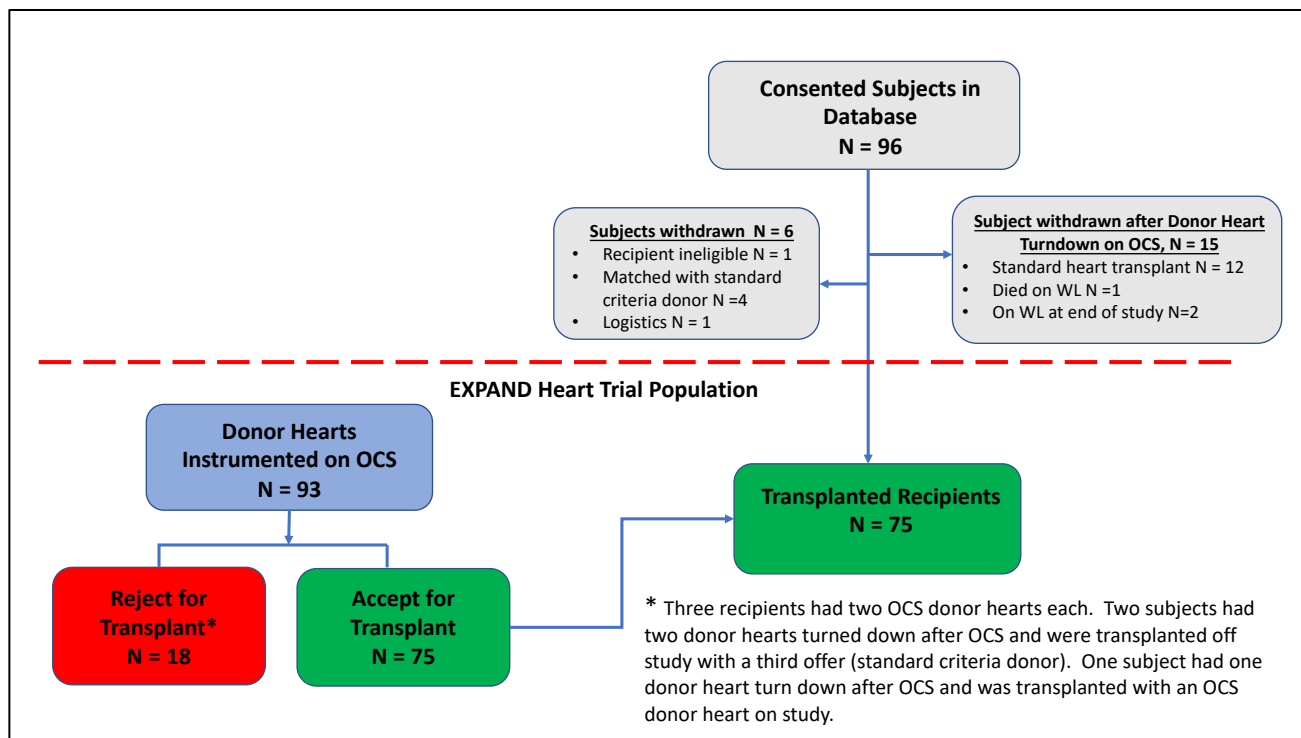 Consented Subjects in
Database
N = 96
Subjects withdrawn  N = 6
• Recipient ineligible N = 1
• Matched with standard
criteria donor N =4
• Logistics N = 1
Subject withdrawn after Donor Heart
Turndown on OCS, N = 15
• Standard heart transplant N = 12
• Died on WL N =1
• On WL at end of study N=2
EXPAND Heart Trial Population
Donor Hearts
Instrumented on OCS
N = 93
Transplanted Recipients
N = 75
Reject for
Transplant*
N = 18
Accept for
Transplant
N = 75
* Three recipients had two OCS donor hearts each.  Two subjects had
two donor hearts turned down after OCS and were transplanted off
study with a third offer (standard criteria donor).  One subject had one
donor heart turn down after OCS and was transplanted with an OCS
donor heart on study.